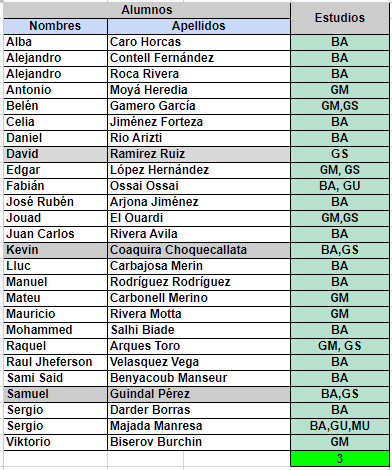 Alumnos Estudios
Nombres Apellidos
Alba Caro Horcas BA
Alejandro Contell Fernández BA
Alejandro Roca Rivera BA
Antonio Moyá Heredia GM
Belén Gamero García GM,GS
Celia Jiménez Forteza BA
Daniel Rio Arizti BA
David Ramirez Ruiz GS
Edgar López Hernández GM, GS
Fabián Ossai Ossai BA, GU
José Rubén Arjona Jiménez BA
Jouad El Ouardi GM,GS
Juan Carlos Rivera Avila BA
Kevin Coaquira Choquecallata BA,GS
Lluc Carbajosa Merin BA
Manuel Rodríguez Rodríguez BA
Mateu Carbonell Merino GM
Mauricio Rivera Motta GM
Mohammed Salhi Biade BA
Raquel Arques Toro GM, GS
Raul Jheferson Velasquez Vega BA
Sami Said Benyacoub Manseur BA
Samuel Guindal Pérez BA,GS
Sergio Darder Borras BA
Sergio Majada Manresa BA,GU,MU
Viktorio Biserov Burchin GM
3